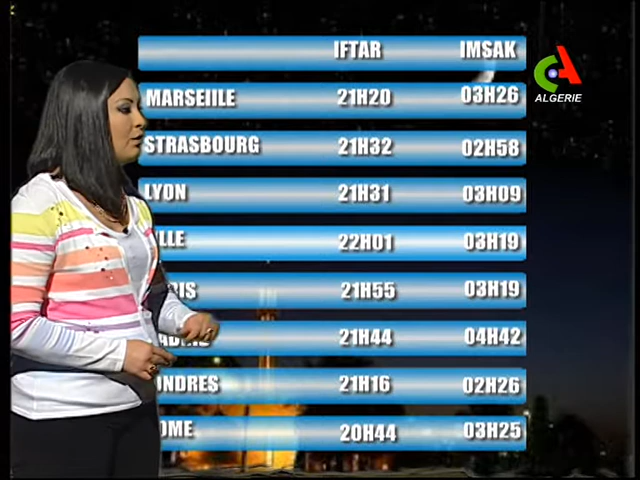 IFTAR IMSAK
MARSEIILE 21H20 03H26
STRASBOURG 21H32 02H58
LYON 21H31 03H09
LLE 22H01 03H19
RIS 21H55 03H19
21H44 04H42
ONDRES 21H16 02H26
OME 20H44 03H25
A
ALGERIE